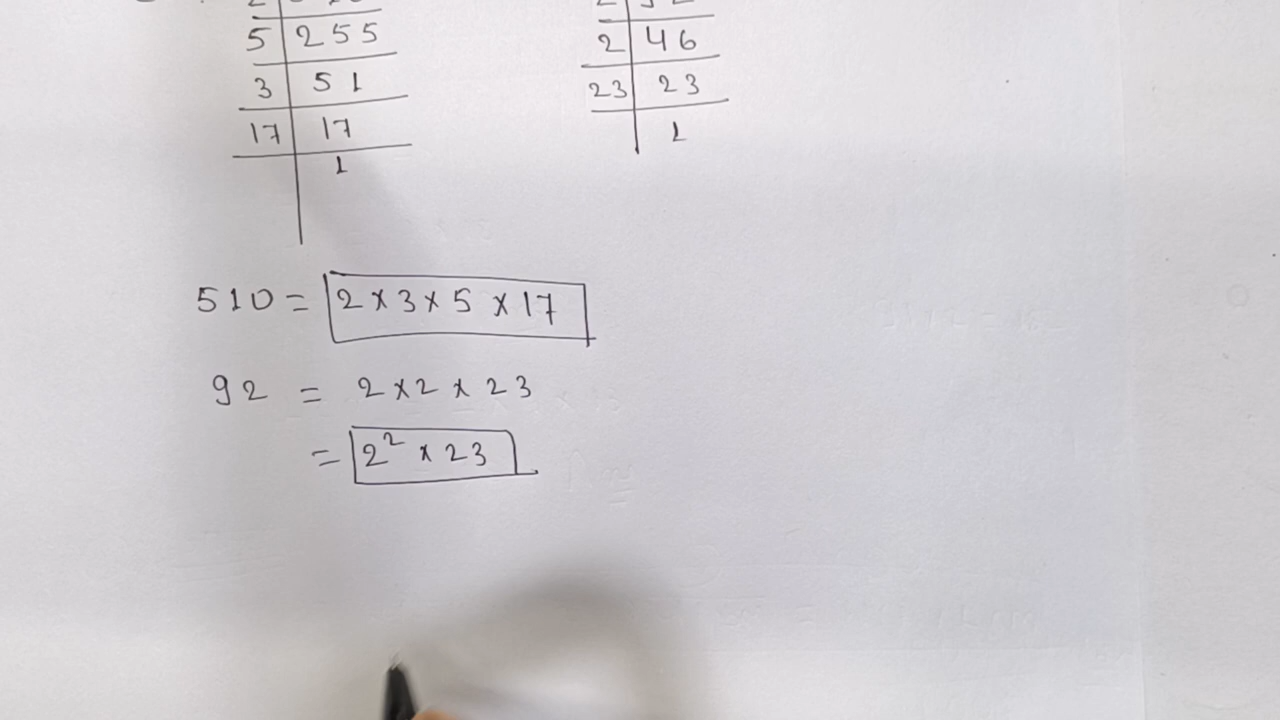 5 255
3 51
17 17
1
2 46
23 23
1
510 = 2 × 3 × 5 × 17
92 = 2 × 2 × 23
= 2² × 23